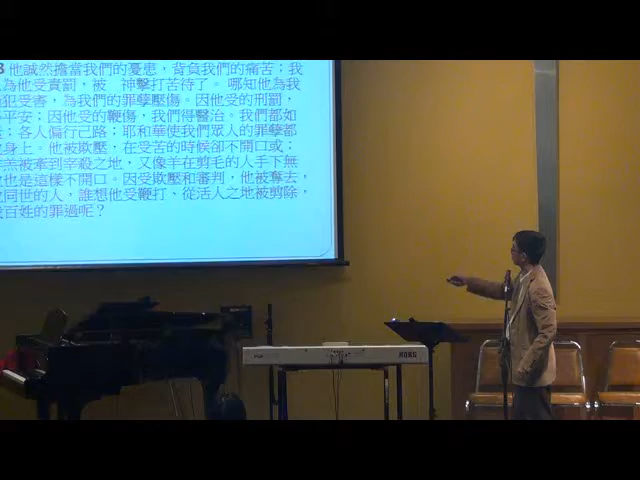 3 他誠然擔當我們的憂患，背負我們的痛苦；我
為他受責罰，被　神擊打苦待了。哪知他為我
犯受害，為我們的罪孽壓傷。因他受的刑罰，
平安；因他受的鞭傷，我們得醫治。我們都如
；各人偏行己路；耶和華使我們眾人的罪孽都
身上。他被欺壓，在受苦的時候卻不開口或；
羔被牽到宰殺之地，又像羊在剪毛的人手下無
也是這樣不開口。因受欺壓和審判，他被奪去，
同世的人，誰想他受鞭打、從活人之地被剪除，
百姓的罪過呢？
KORG